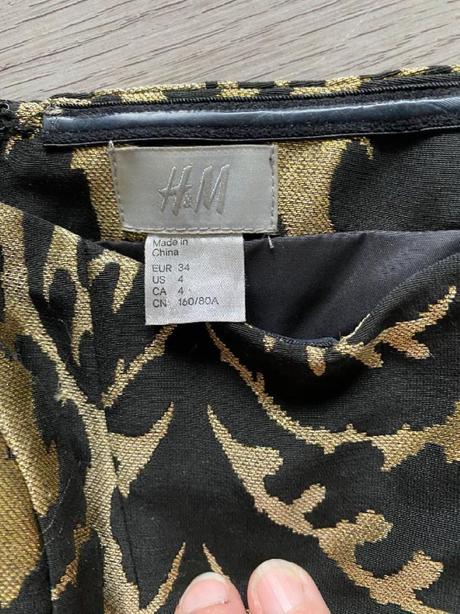 H&M
Made in
China
EUR 34
US 4
CA 4
CN: 160/80A